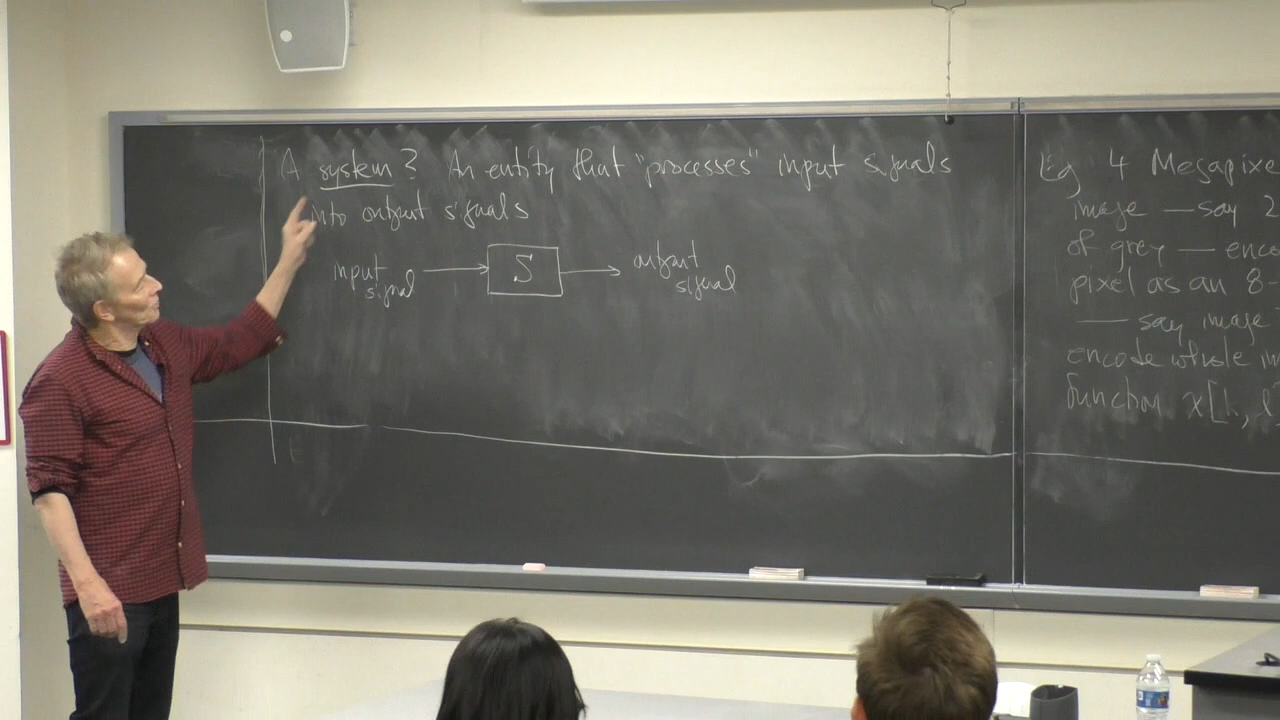 A system? An entity that "processes" input signals
into output signals
input signal
S
output signal
Eg 4 Megapixe
image — say 2
of grey — enco
pixel as an 8-
— say image
encode whole
function x[k, l